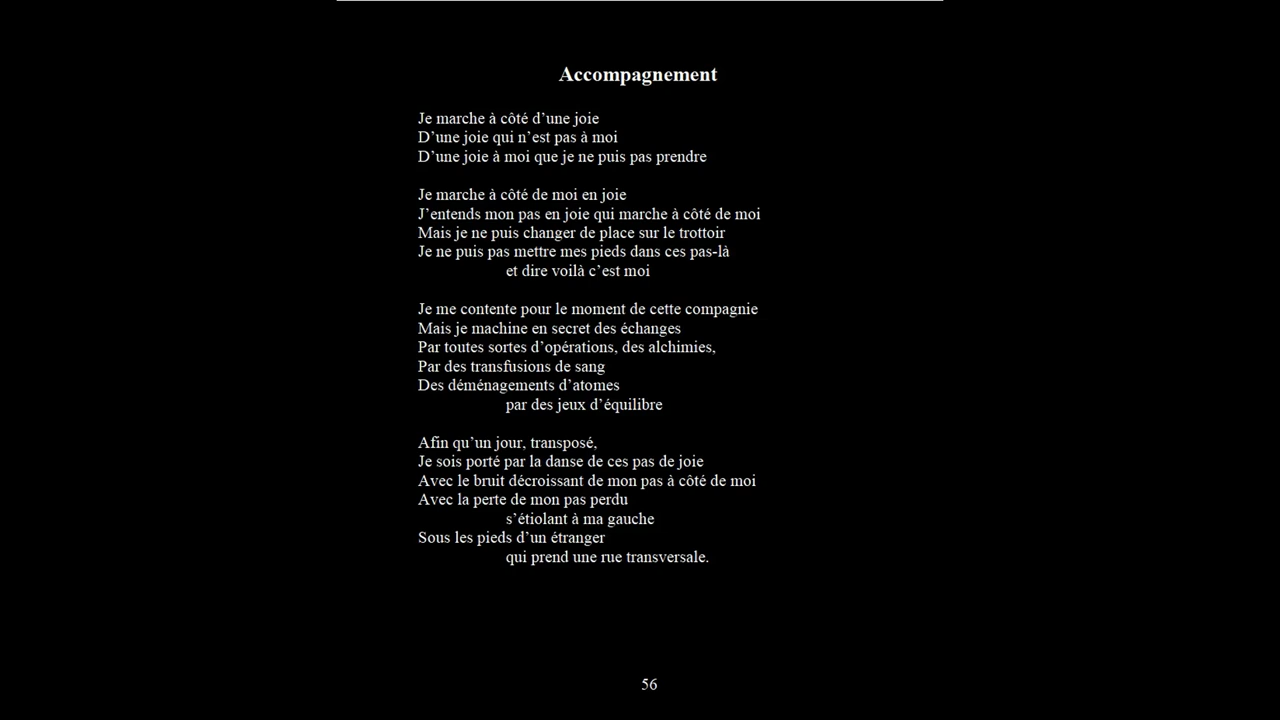 Accompagnement
Je marche à côté d’une joie
D’une joie qui n’est pas à moi
D’une joie à moi que je ne puis pas prendre
Je marche à côté de moi en joie
J’entends mon pas en joie qui marche à côté de moi
Mais je ne puis changer de place sur le trottoir
Je ne puis pas mettre mes pieds dans ces pas-là
et dire voilà c’est moi
Je me contente pour le moment de cette compagnie
Mais je machine en secret des échanges
Par toutes sortes d’opérations, des alchimies,
Par des transfusions de sang
Des déménagements d’atomes
par des jeux d’équilibre
Afin qu’un jour, transposé,
Je sois porté par la danse de ces pas de joie
Avec le bruit décroissant de mon pas à côté de moi
Avec la perte de mon pas perdu
s’étiolant à ma gauche
Sous les pieds d’un étranger
qui prend une rue transversale.
56